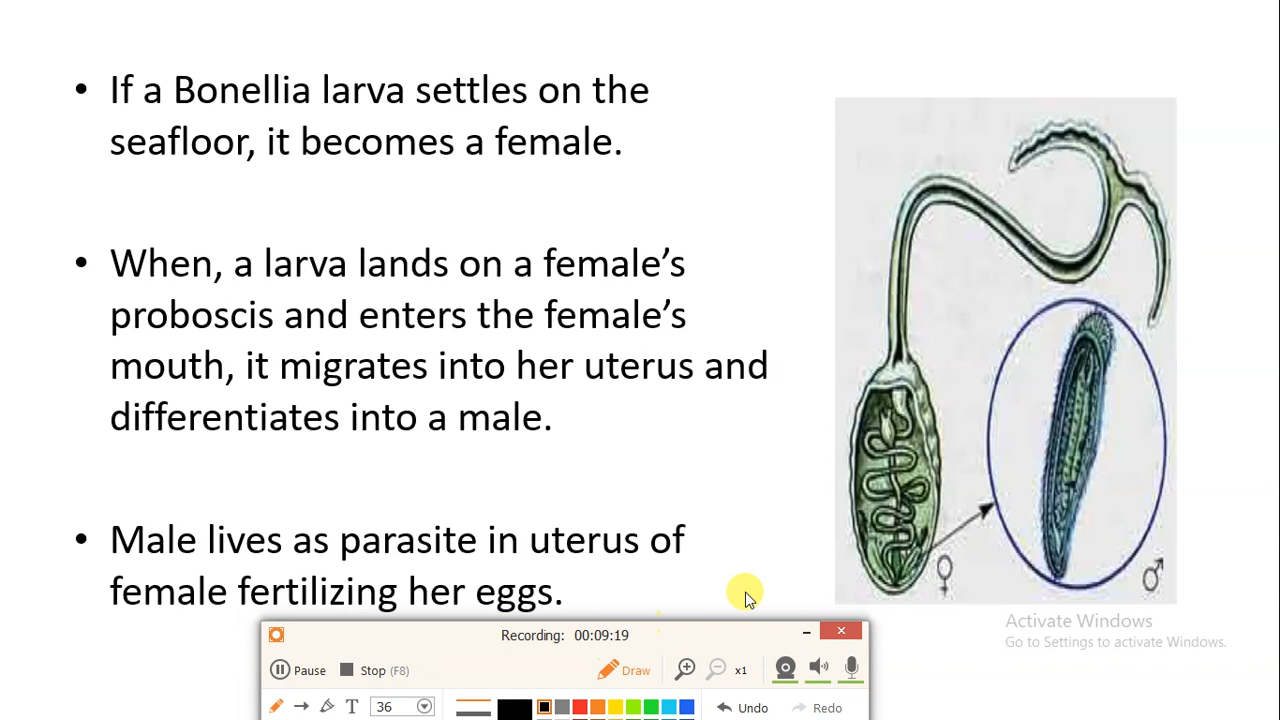 • If a Bonellia larva settles on the
seafloor, it becomes a female.
• When, a larva lands on a female’s
proboscis and enters the female’s
mouth, it migrates into her uterus and
differentiates into a male.
• Male lives as parasite in uterus of
female fertilizing her eggs.
♀
♂
Activate Windows
Go to Settings to activate Windows.
Recording: 00:09:19
Pause Stop (F8) Draw x1
T 36 Undo Redo